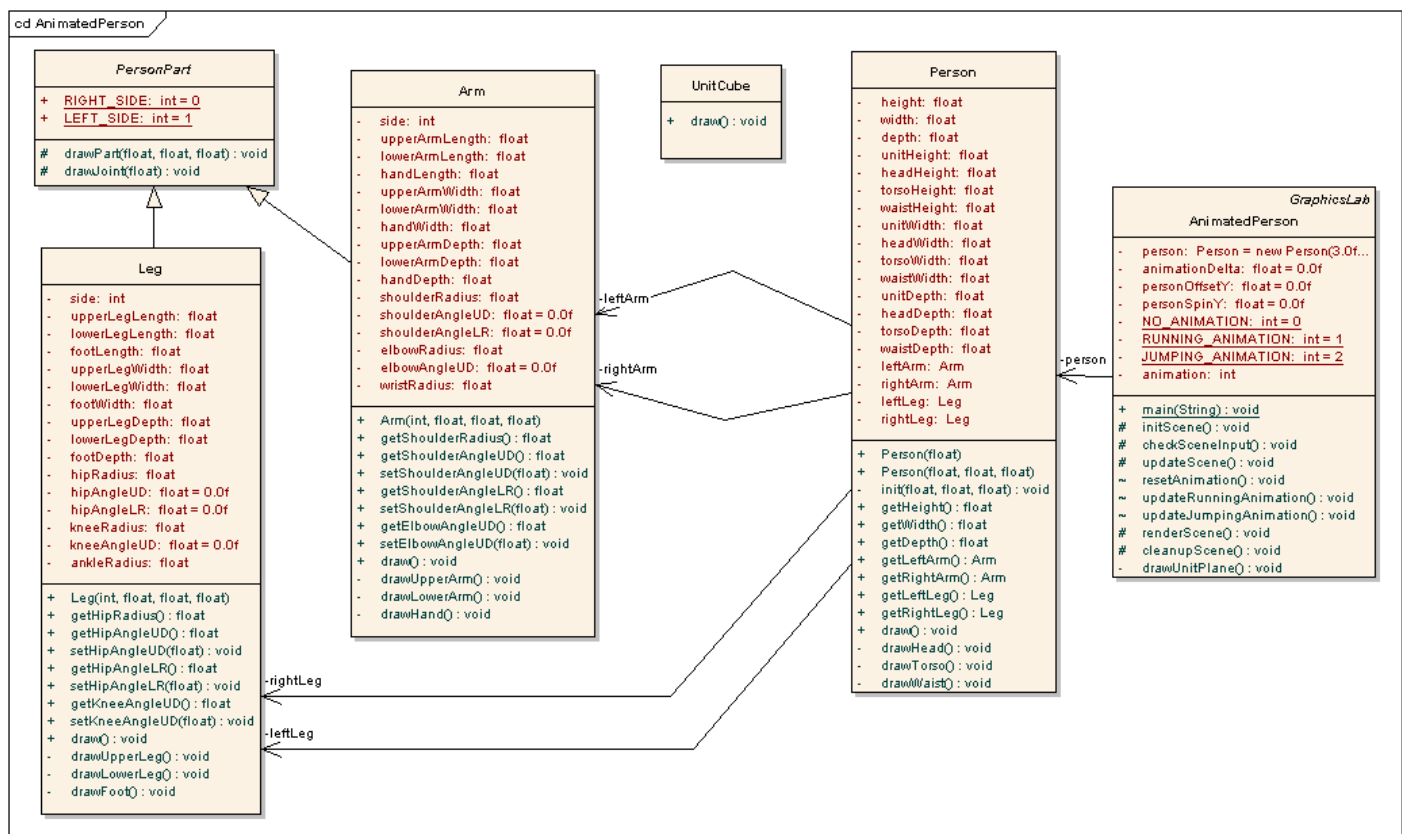 cd AnimatedPerson
PersonPart
+ RIGHT_SIDE: int = 0
+ LEFT_SIDE: int = 1
# drawPart(float, float, float) : void
# drawJoint(float) : void
Leg
- side: int
- upperLegLength: float
- lowerLegLength: float
- footLength: float
- upperLegWidth: float
- lowerLegWidth: float
- footWidth: float
- upperLegDepth: float
- lowerLegDepth: float
- footDepth: float
- hipRadius: float
- hipAngleUD: float = 0.0f
- hipAngleLR: float = 0.0f
- kneeRadius: float
- kneeAngleUD: float = 0.0f
- ankleRadius: float
+ Leg(int, float, float, float)
+ getHipRadius() : float
+ getHipAngleUD() : float
+ setHipAngleUD(float) : void
+ getHipAngleLR() : float
+ setHipAngleLR(float) : void
+ getKneeAngleUD() : float
+ setKneeAngleUD(float) : void
+ draw() : void
- drawUpperLeg() : void
- drawLowerLeg() : void
- drawFoot() : void
Arm
- side: int
- upperArmLength: float
- lowerArmLength: float
- handLength: float
- upperArmWidth: float
- lowerArmWidth: float
- handWidth: float
- upperArmDepth: float
- lowerArmDepth: float
- handDepth: float
- shoulderRadius: float
- shoulderAngleUD: float = 0.0f
- shoulderAngleLR: float = 0.0f
- elbowRadius: float
- elbowAngleUD: float = 0.0f
- wristRadius: float
+ Arm(int, float, float, float)
+ getShoulderRadius() : float
+ getShoulderAngleUD() : float
+ setShoulderAngleUD(float) : void
+ getShoulderAngleLR() : float
+ setShoulderAngleLR(float) : void
+ getElbowAngleUD() : float
+ setElbowAngleUD(float) : void
+ draw() : void
- drawUpperArm() : void
- drawLowerArm() : void
- drawHand() : void
-leftArm
-rightArm
-rightLeg
-leftLeg
UnitCube
+ draw() : void
Person
- height: float
- width: float
- depth: float
- unitHeight: float
- headHeight: float
- torsoHeight: float
- waistHeight: float
- unitWidth: float
- headWidth: float
- torsoWidth: float
- waistWidth: float
- unitDepth: float
- headDepth: float
- torsoDepth: float
- waistDepth: float
- leftArm: Arm
- rightArm: Arm
- leftLeg: Leg
- rightLeg: Leg
+ Person(float)
+ Person(float, float, float)
- init(float, float, float) : void
+ getHeight() : float
+ getWidth() : float
+ getDepth() : float
+ getLeftArm() : Arm
+ getRightArm() : Arm
+ getLeftLeg() : Leg
+ getRightLeg() : Leg
+ draw() : void
- drawHead() : void
- drawTorso() : void
- drawWaist() : void
-person
GraphicsLab
AnimatedPerson
- person: Person = new Person(3.0f...
- animationDelta: float = 0.0f
- personOffsetY: float = 0.0f
- personSpinY: float = 0.0f
- NO_ANIMATION: int = 0
- RUNNING_ANIMATION: int = 1
- JUMPING_ANIMATION: int = 2
- animation: int
+ main(String) : void
# initScene() : void
# checkSceneInput() : void
# updateScene() : void
~ resetAnimation() : void
~ updateRunningAnimation() : void
~ updateJumpingAnimation() : void
# renderScene() : void
# cleanupScene() : void
- drawUnitPlane() : void